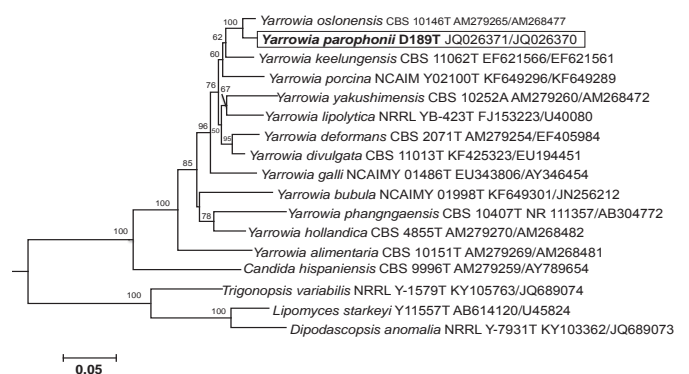 100 Yarrowia oslonensis CBS 10146T AM279265/AM268477
62 Yarrowia parophonii D189T JQ026371/JQ026370
60 Yarrowia keelungensis CBS 11062T EF621566/EF621561
Yarrowia porcina NCAIM Y02100T KF649296/KF649289
76 67 Yarrowia yakushimensis CBS 10252A AM279260/AM268472
Yarrowia lipolytica NRRL YB-423T FJ153223/U40080
96 50 95 Yarrowia deformans CBS 2071T AM279254/EF405984
Yarrowia divulgata CBS 11013T KF425323/EU194451
85 Yarrowia galli NCAIMY 01486T EU343806/AY346454
Yarrowia bubula NCAIMY 01998T KF649301/JN256212
78 Yarrowia phangngaensis CBS 10407T NR 111357/AB304772
100 Yarrowia hollandica CBS 4855T AM279270/AM268482
Yarrowia alimentaria CBS 10151T AM279269/AM268481
Candida hispaniensis CBS 9996T AM279259/AY789654
100 Trigonopsis variabilis NRRL Y-1579T KY105763/JQ689074
100 Lipomyces starkeyi Y11557T AB614120/U45824
Dipodascopsis anomalia NRRL Y-7931T KY103362/JQ689073
0.05